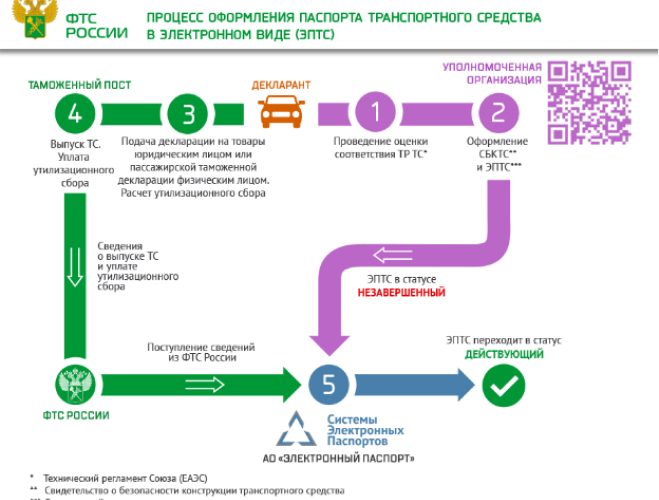 ФТС
РОССИИ
ПРОЦЕСС ОФОРМЛЕНИЯ ПАСПОРТА ТРАНСПОРТНОГО СРЕДСТВА
В ЭЛЕКТРОННОМ ВИДЕ (ЭПТС)
ТАМОЖЕННЫЙ ПОСТ
ДЕКЛАРАНТ
УПОЛНОМОЧЕННАЯ
ОРГАНИЗАЦИЯ
4
3
1
2
Выпуск ТС.
Уплата
утилизационного
сбора
Подача декларации на товары
юридическим лицом или
пассажирской таможенной
декларации физическим лицом.
Расчет утилизационного сбора
Проведение оценки
соответствия ТР ТС*
Оформление
СБКТС**
и ЭПТС***
Сведения
о выпуске ТС
и уплате
утилизационного
сбора
ЭПТС в статусе
НЕЗАВЕРШЕННЫЙ
Поступление сведений
из ФТС России
ЭПТС переходит в статус
ДЕЙСТВУЮЩИЙ
5
ФТС РОССИИ
Системы
Электронных
Паспортов
АО «ЭЛЕКТРОННЫЙ ПАСПОРТ»
* Технический регламент Союза (ЕАЭС)
** Свидетельство о безопасности конструкции транспортного средства